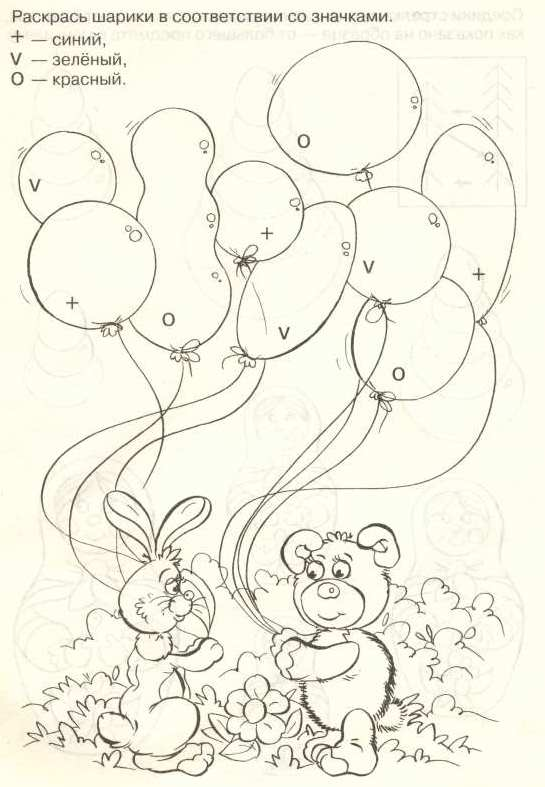 Раскрась шарики в соответствии со значками.
+ — синий,
V — зелёный,
O — красный.
O
V
+
V
+
+
O
V
O